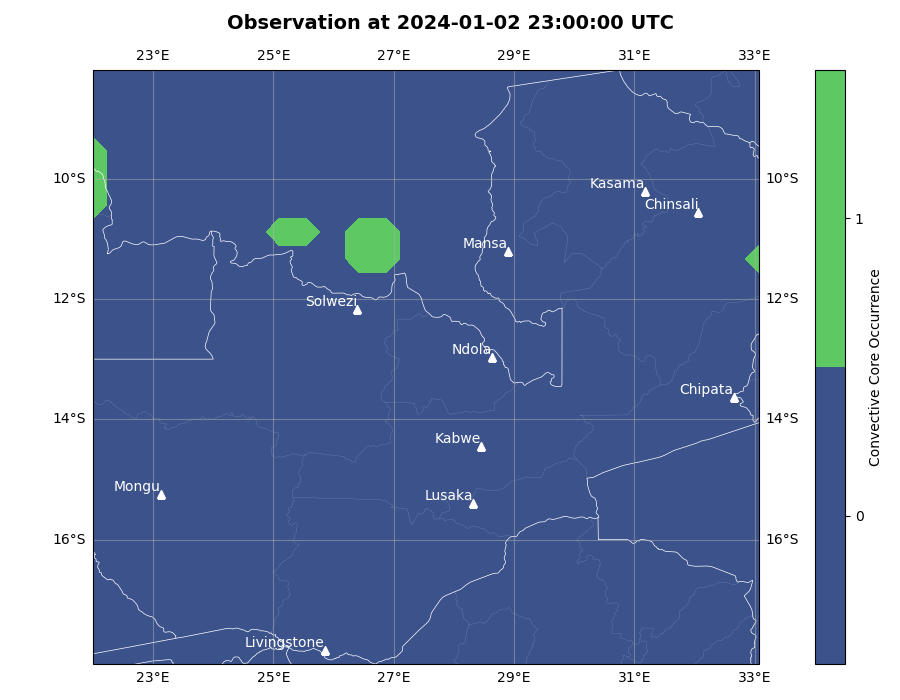 Observation at 2024-01-02 23:00:00 UTC
23°E 25°E 27°E 29°E 31°E 33°E
10°S 10°S
Kasama
Chinsali
1
Mansa
12°S 12°S
Solwezi
Ndola
Chipata
Convective Core Occurrence
14°S 14°S
Kabwe
Mongu
Lusaka
0
16°S 16°S
Livingstone
23°E 25°E 27°E 29°E 31°E 33°E